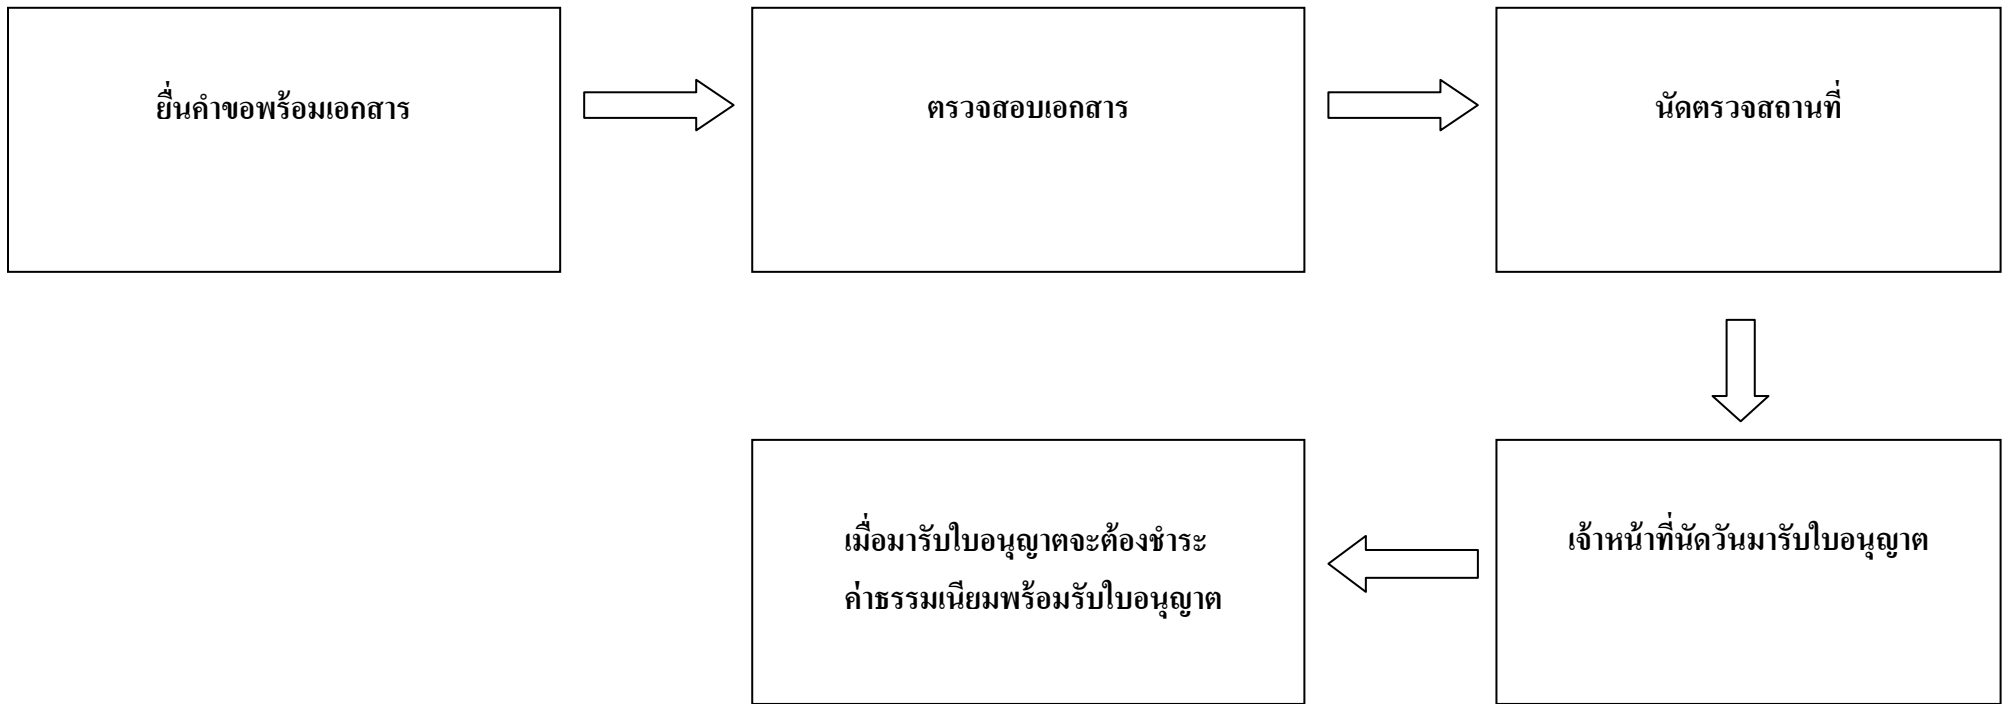 ยื่นคำขอพร้อมเอกสาร
ตรวจสอบเอกสาร
นัดตรวจสถานที่
เจ้าหน้าที่นัดวันมารับใบอนุญาต
เมื่อมารับใบอนุญาตจะต้องชำระ
ค่าธรรมเนียมพร้อมรับใบอนุญาต